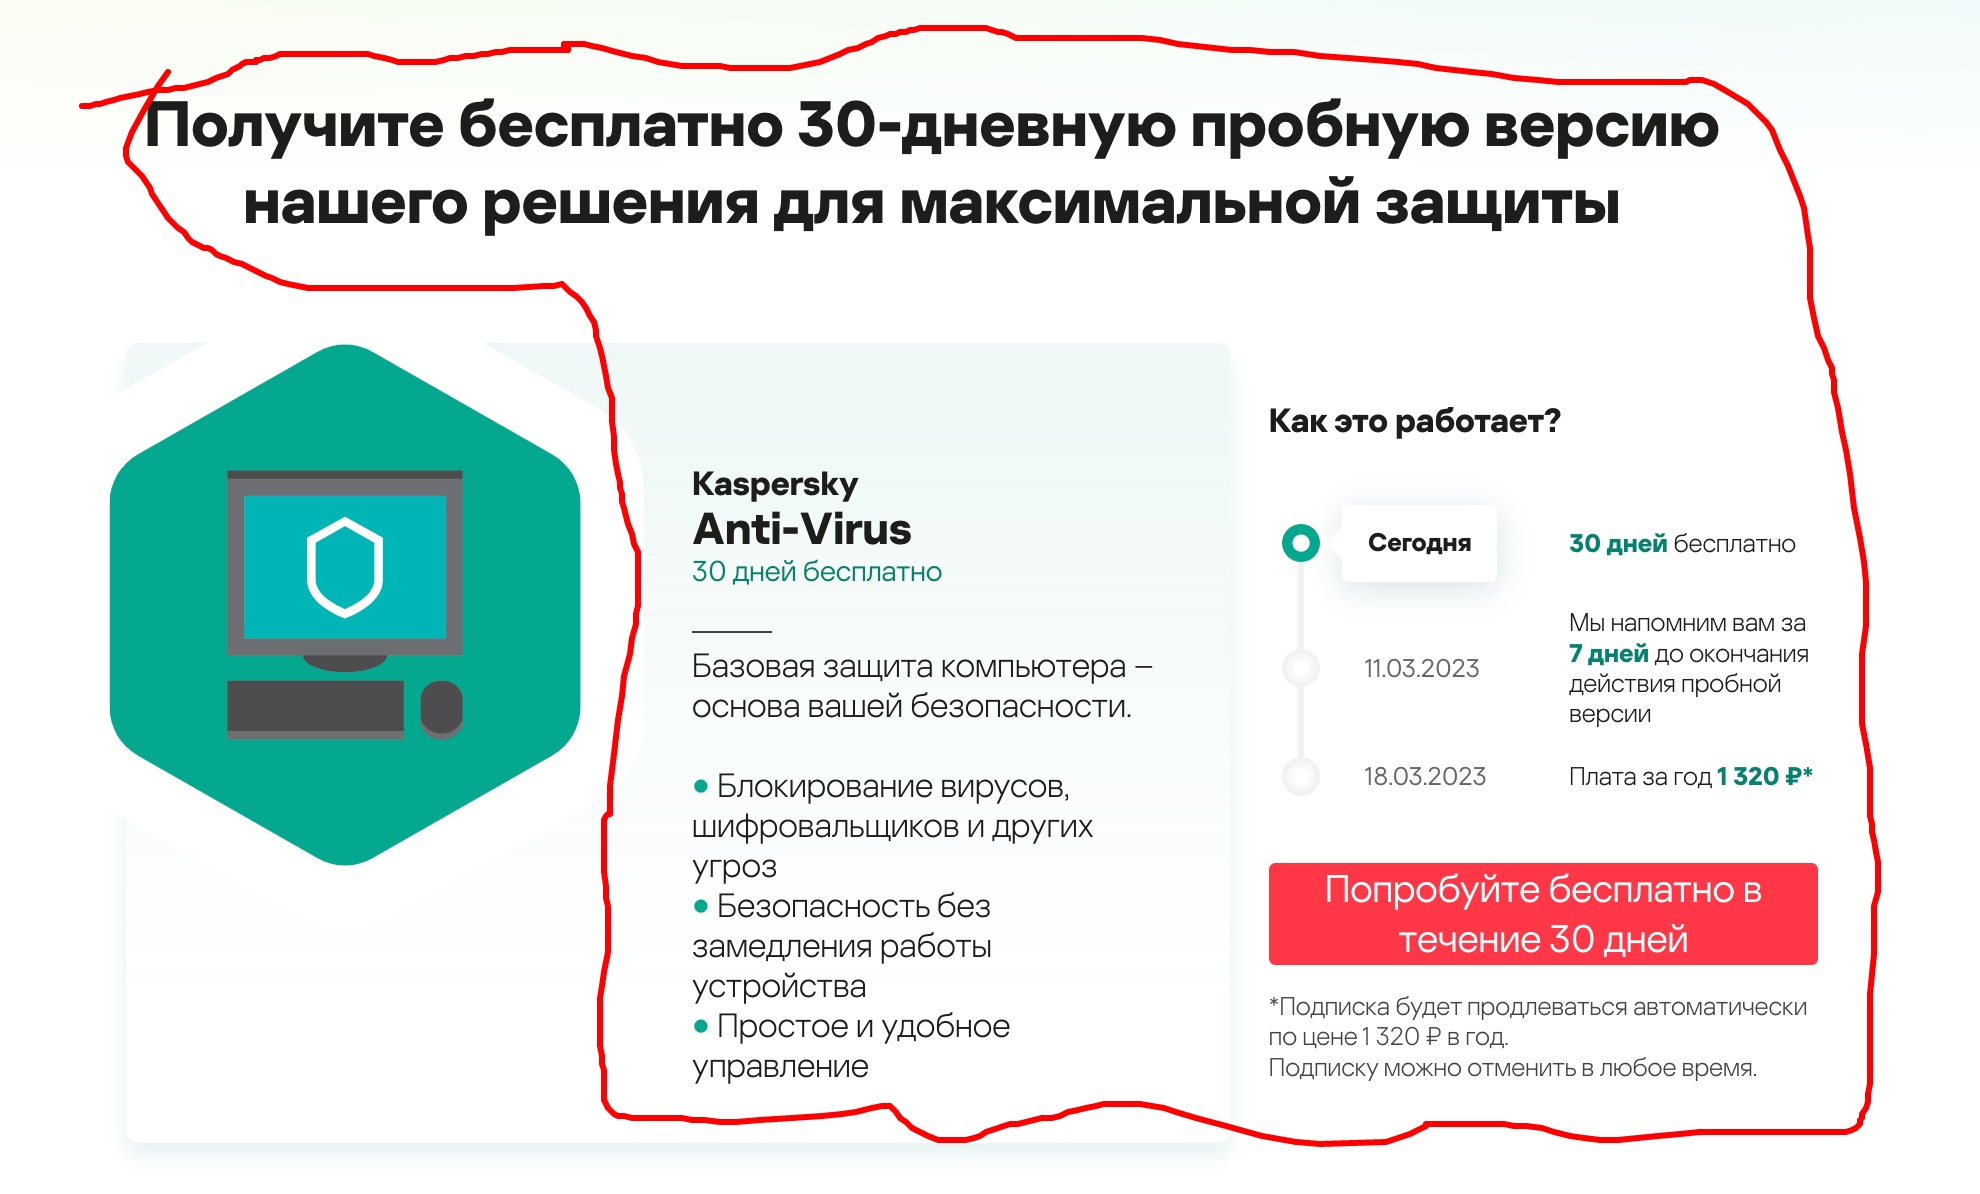 Получите бесплатно 30-дневную пробную версию
нашего решения для максимальной защиты
Kaspersky
Anti-Virus
30 дней бесплатно
Базовая защита компьютера –
основа вашей безопасности.
• Блокирование вирусов,
шифровальщиков и других
угроз
• Безопасность без
замедления работы
устройства
• Простое и удобное
управление
Как это работает?
Сегодня
30 дней бесплатно
11.03.2023
Мы напомним вам за
7 дней до окончания
действия пробной
версии
18.03.2023
Плата за год 1 320 ₽*
Попробуйте бесплатно в
течение 30 дней
*Подписка будет продлеваться автоматически
по цене 1 320 ₽ в год.
Подписку можно отменить в любое время.